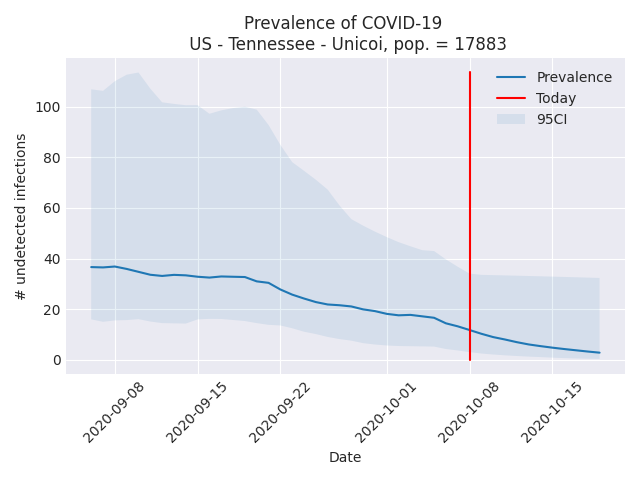 Prevalence of COVID-19
US - Tennessee - Unicoi, pop. = 17883
# undetected infections
100
80
60
40
20
0
Prevalence
Today
95CI
2020-09-08
2020-09-15
2020-09-22
2020-10-01
2020-10-08
2020-10-15
Date